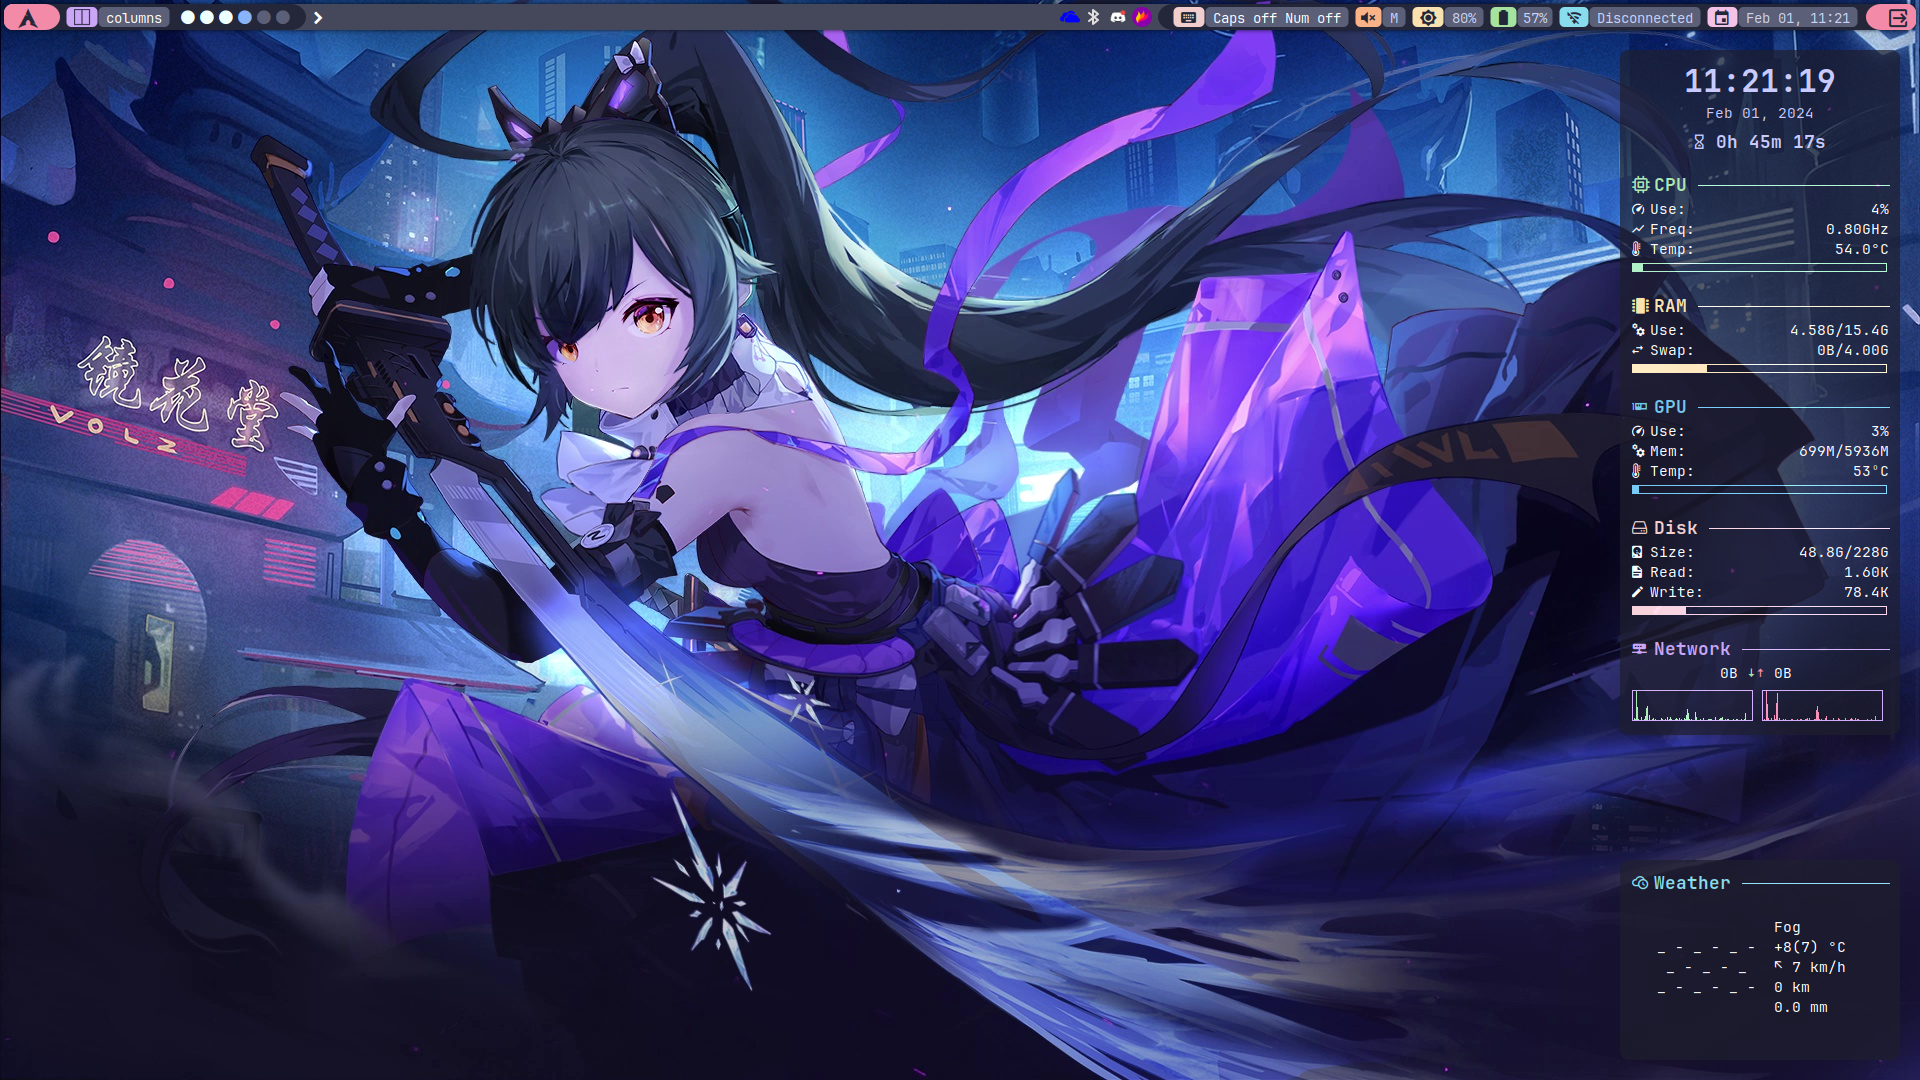 columns
Caps off Num off
M
80%
57%
Disconnected
Feb 01, 11:21
11:21:19
Feb 01, 2024
0h 45m 17s
CPU
Use: 4%
Freq: 0.80GHz
Temp: 54.0°C
RAM
Use: 4.58G/15.4G
Swap: 0B/4.00G
GPU
Use: 3%
Mem: 699M/5936M
Temp: 53°C
Disk
Size: 48.8G/228G
Read: 1.60K
Write: 78.4K
Network
0B ↓↑ 0B
Weather
Fog
_ - _ - _ - +8(7) °C
_ - _ - _ ↖ 7 km/h
_ - _ - _ - 0 km
0.0 mm
镜花堂
VOLZ